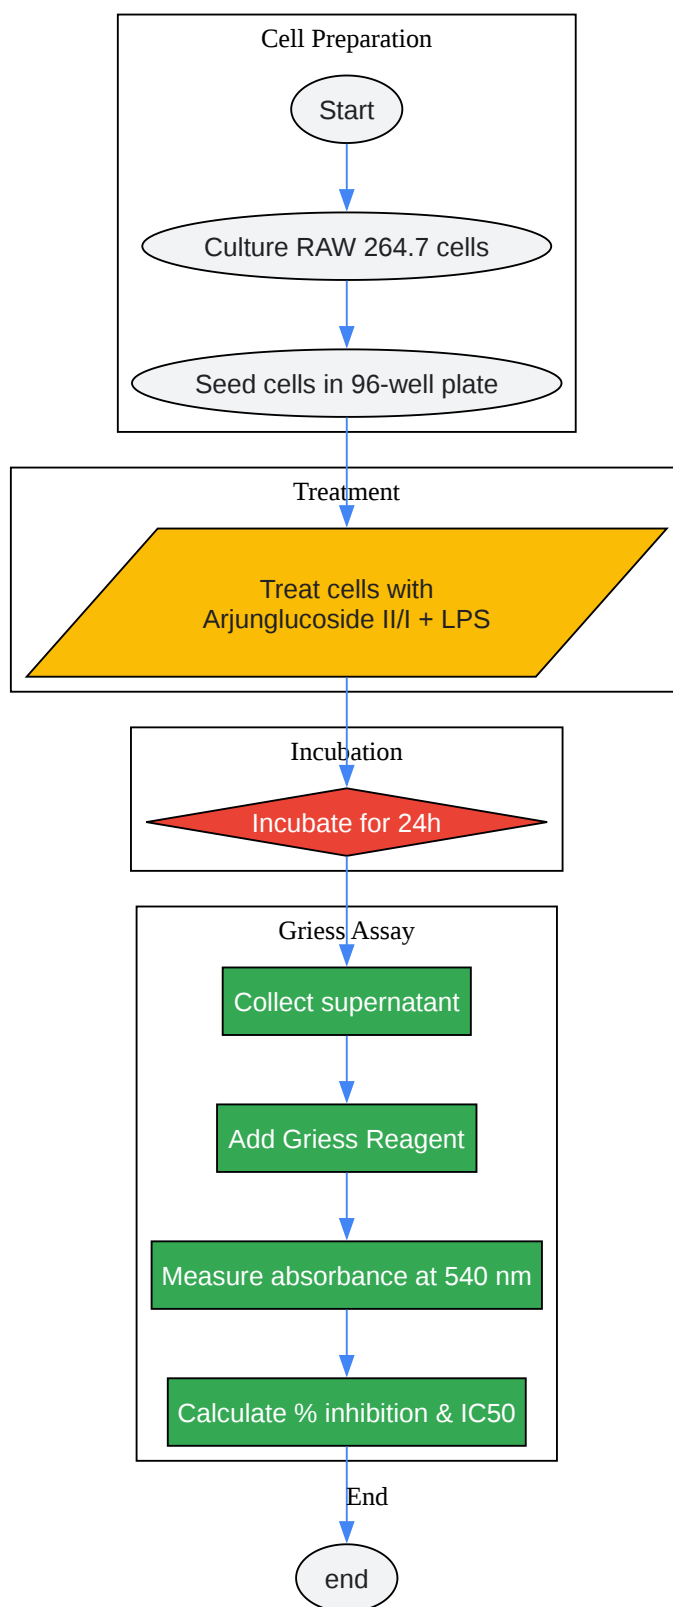 Cell Preparation
Start
Culture RAW 264.7 cells
Seed cells in 96-well plate
Treatment
Treat cells with
Arjunglucoside II/I + LPS
Incubation
Incubate for 24h
Griess Assay
Collect supernatant
Add Griess Reagent
Measure absorbance at 540 nm
Calculate % inhibition & IC50
End
end